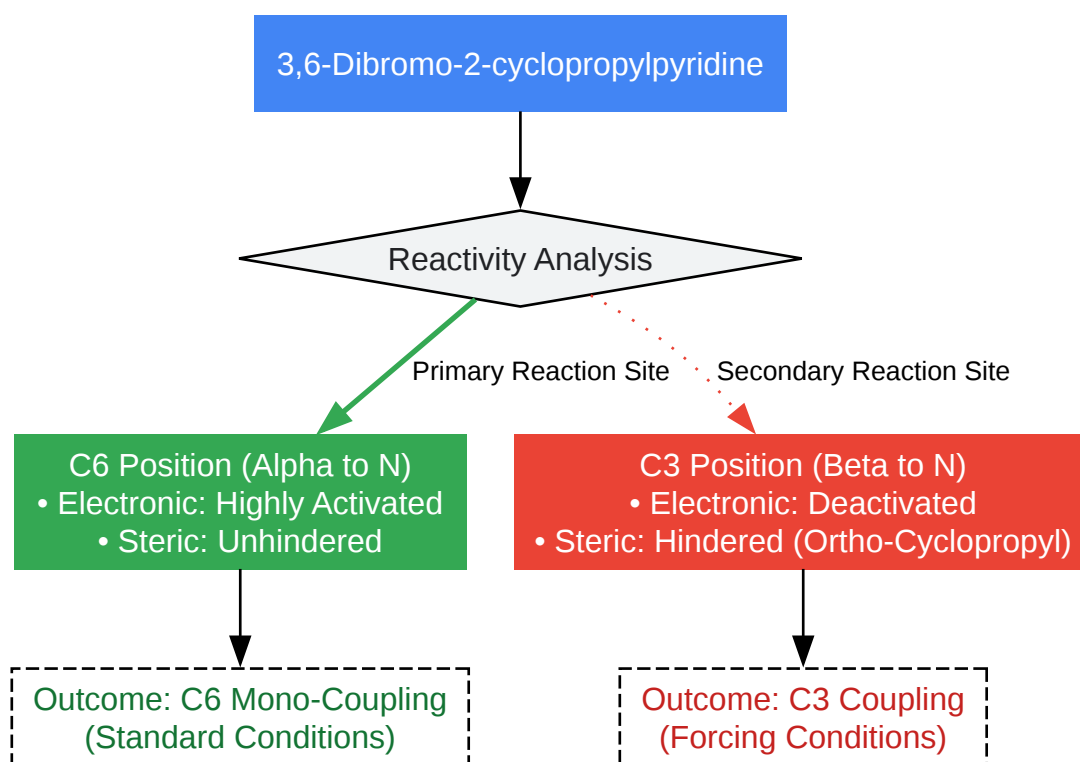 3,6-Dibromo-2-cyclopropylpyridine
Reactivity Analysis
Primary Reaction Site
Secondary Reaction Site
C6 Position (Alpha to N)
• Electronic: Highly Activated
• Steric: Unhindered
C3 Position (Beta to N)
• Electronic: Deactivated
• Steric: Hindered (Ortho-Cyclopropyl)
Outcome: C6 Mono-Coupling
(Standard Conditions)
Outcome: C3 Coupling
(Forcing Conditions)